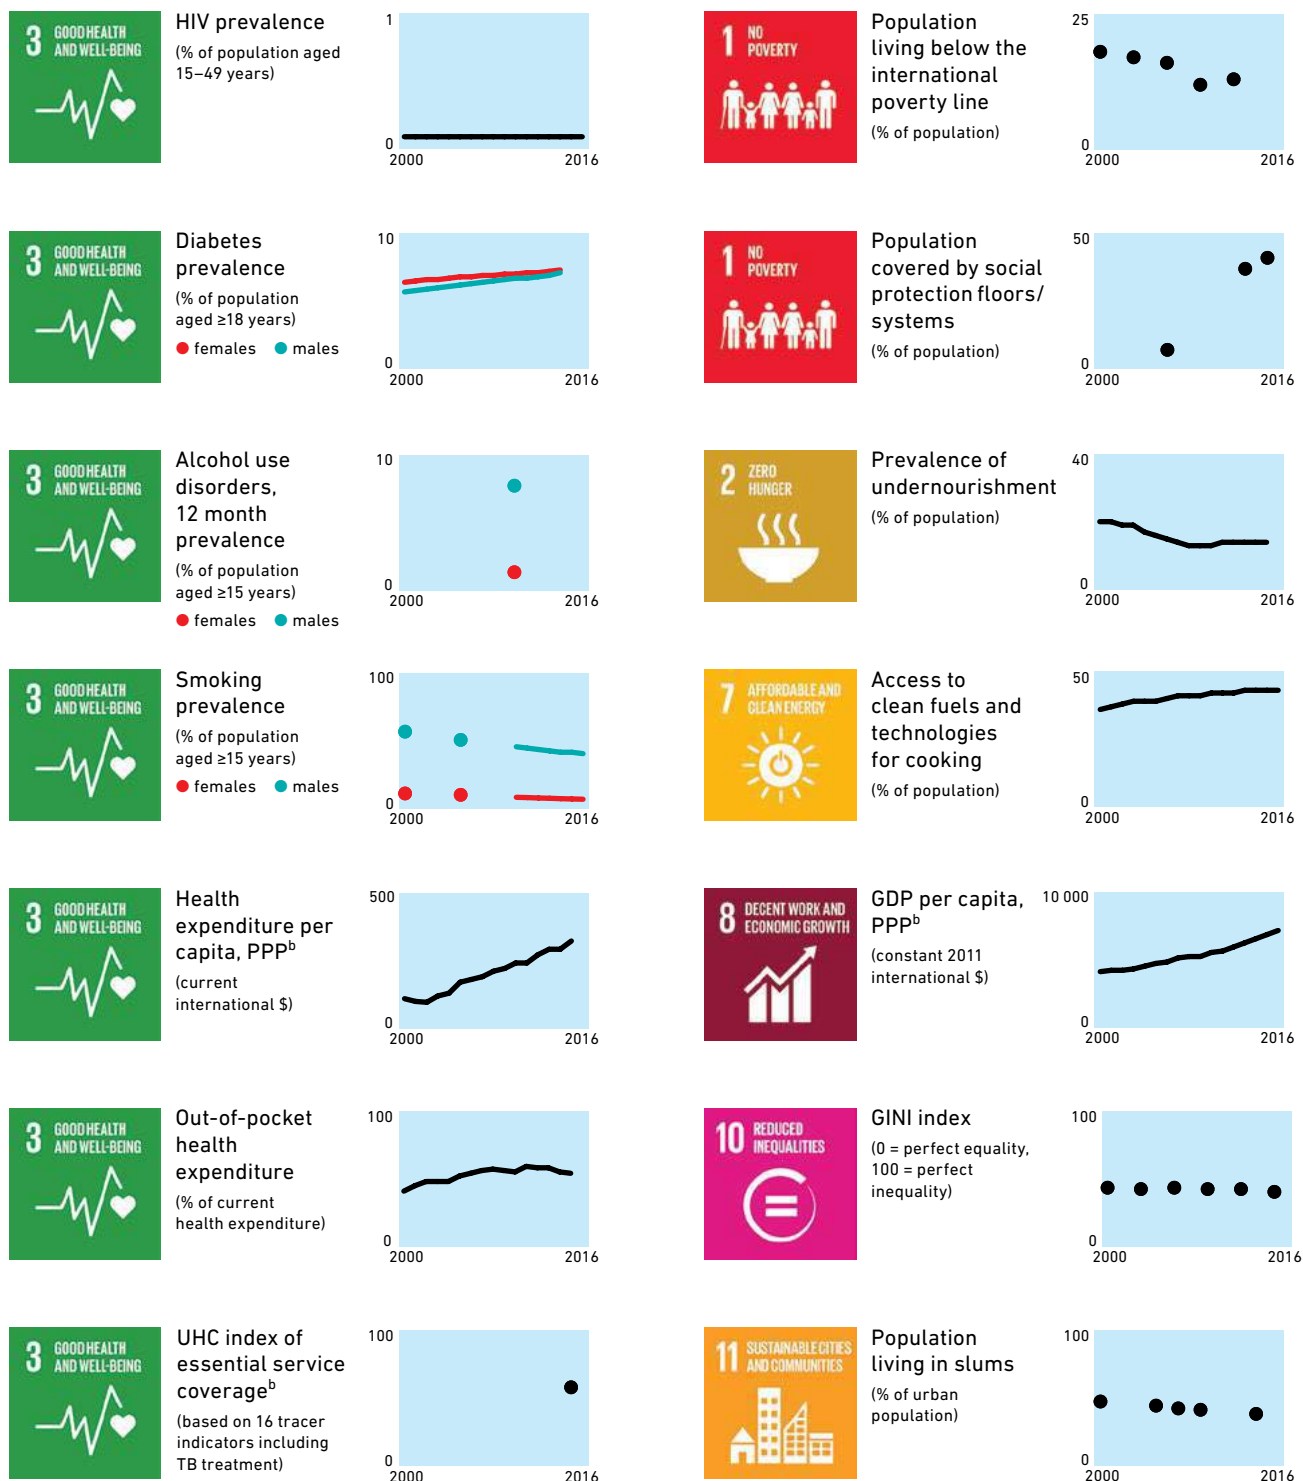 3 GOOD HEALTH
AND WELL-BEING
HIV prevalence
(% of population aged
15–49 years)
1
0
2000 2016
3 GOOD HEALTH
AND WELL-BEING
Diabetes
prevalence
(% of population
aged ≥18 years)
females males
10
0
2000 2016
3 GOOD HEALTH
AND WELL-BEING
Alcohol use
disorders,
12 month
prevalence
(% of population
aged ≥15 years)
females males
10
0
2000 2016
3 GOOD HEALTH
AND WELL-BEING
Smoking
prevalence
(% of population
aged ≥15 years)
females males
100
0
2000 2016
3 GOOD HEALTH
AND WELL-BEING
Health
expenditure per
capita, PPPb
(current
international $)
500
0
2000 2016
3 GOOD HEALTH
AND WELL-BEING
Out-of-pocket
health
expenditure
(% of current
health expenditure)
100
0
2000 2016
3 GOOD HEALTH
AND WELL-BEING
UHC index of
essential service
coverageb
(based on 16 tracer
indicators including
TB treatment)
100
0
2000 2016
1 NO
POVERTY
Population
living below the
international
poverty line
(% of population)
25
0
2000 2016
1 NO
POVERTY
Population
covered by social
protection floors/
systems
(% of population)
50
0
2000 2016
2 ZERO
HUNGER
Prevalence of
undernourishment
(% of population)
40
0
2000 2016
7 AFFORDABLE AND
CLEAN ENERGY
Access to
clean fuels and
technologies
for cooking
(% of population)
50
0
2000 2016
8 DECENT WORK AND
ECONOMIC GROWTH
GDP per capita,
PPPb
(constant 2011
international $)
10 000
0
2000 2016
10 REDUCED
INEQUALITIES
GINI index
(0 = perfect equality,
100 = perfect
inequality)
100
0
2000 2016
11 SUSTAINABLE CITIES
AND COMMUNITIES
Population
living in slums
(% of urban
population)
100
0
2000 2016